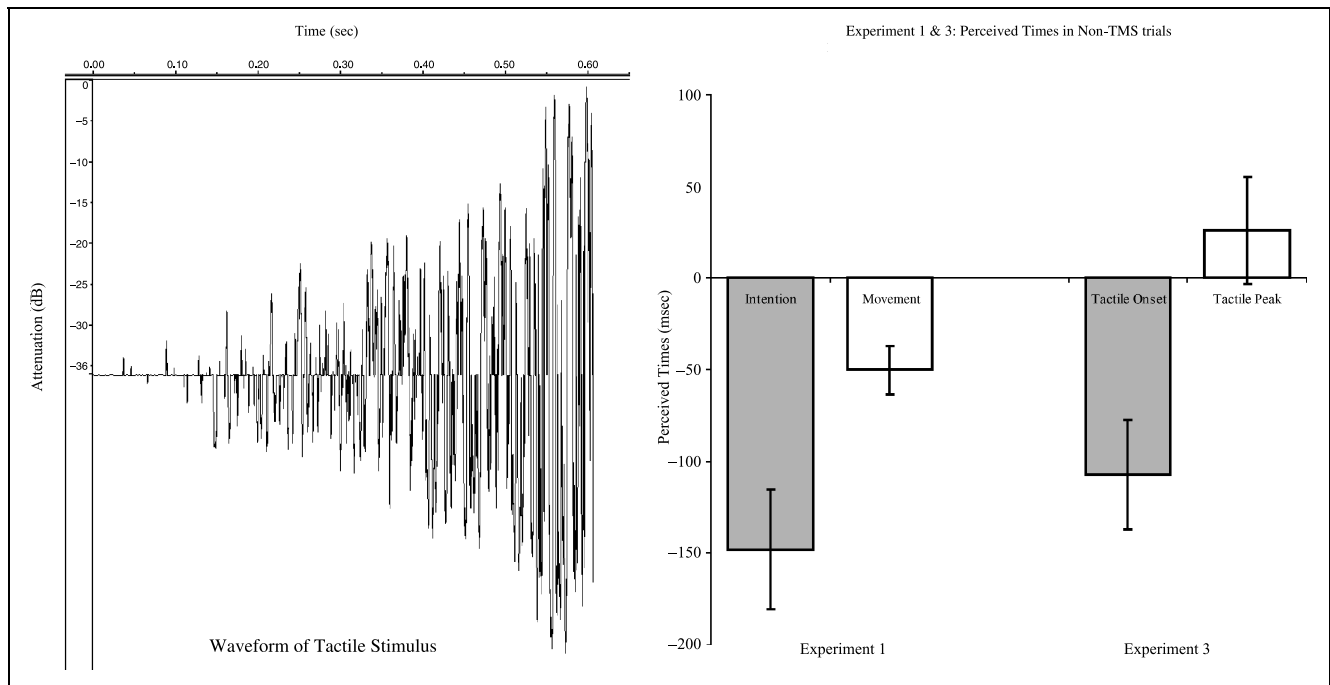 Time (sec)
0.00 0.10 0.20 0.30 0.40 0.50 0.60
0
−5
−10
−15
−20
−25
−30
−36
Attenuation (dB)
Waveform of Tactile Stimulus
Experiment 1 & 3: Perceived Times in Non-TMS trials
100
50
0
−50
−100
−150
−200
Perceived Times (msec)
Intention Movement Tactile Onset Tactile Peak
Experiment 1 Experiment 3